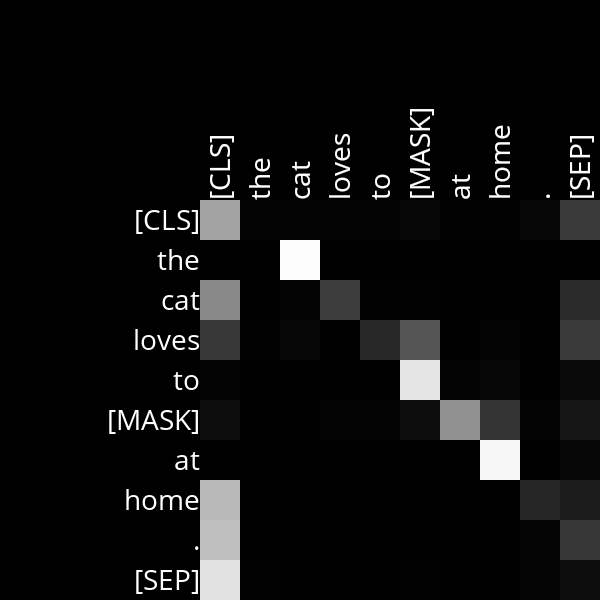 [CLS]
the
cat
loves
to
[MASK]
at
home
.
[SEP]
[CLS]
the
cat
loves
to
[MASK]
at
home
.
[SEP]